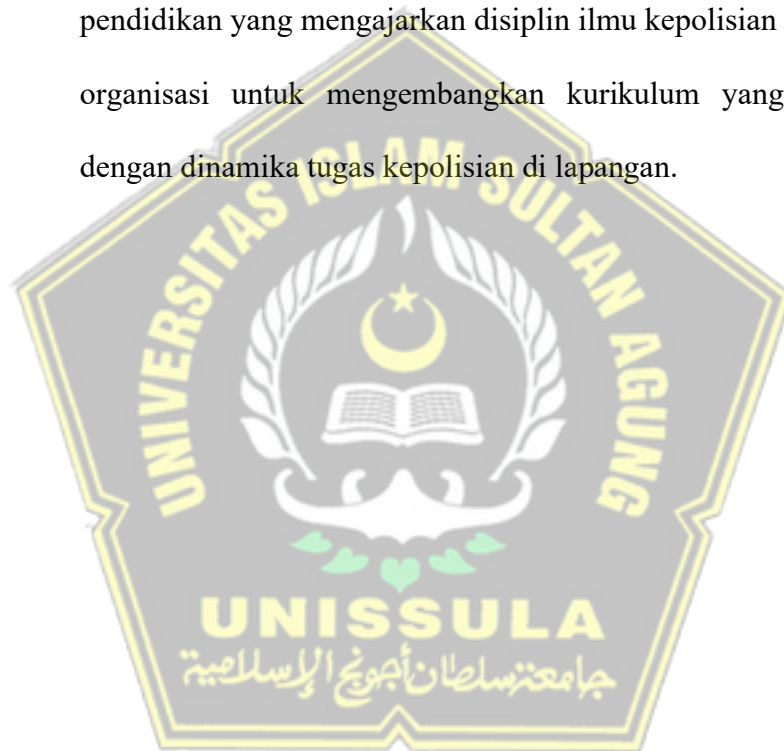 pendidikan yang mengajarkan disiplin ilmu kepolisian
organisasi untuk mengembangkan kurikulum yang
dengan dinamika tugas kepolisian di lapangan.
UNIVERSITAS ISLAM SULTAN AGUNG
UNISSULA
جامعة سلطان أجونج الإسلامية